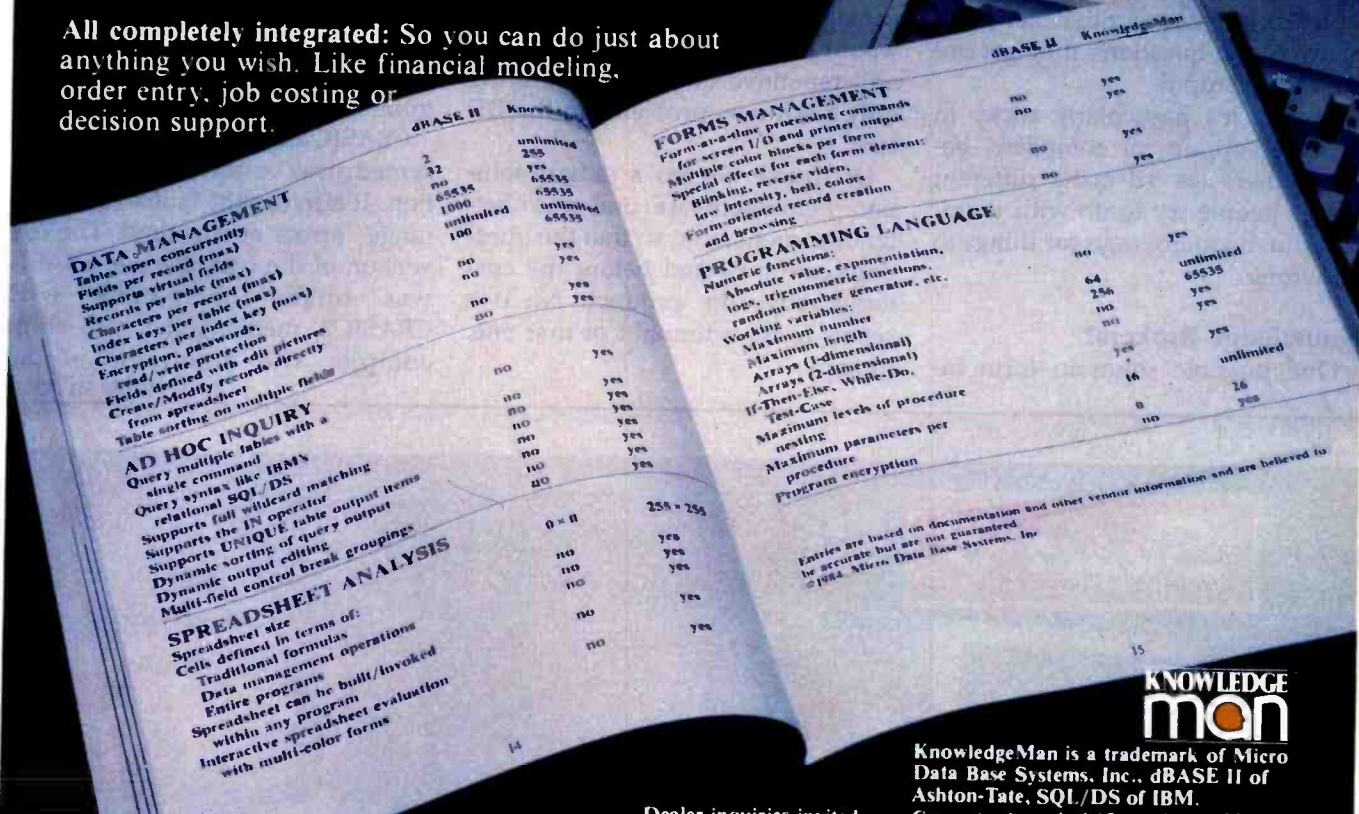 All completely integrated: So you can do just about
anything you wish. Like financial modeling,
order entry, job costing or
decision support.
dBASE II KnowledgeMan
DATA MANAGEMENT
Tables open concurrently 2 unlimited
Fields per record (max) 32 255
Supports virtual fields no yes
Records per table (max) 65535 65535
Characters per record (max) 1000 65535
Index keys per table (max) unlimited unlimited
Characters per index key (max) 100 65535
Encryption, passwords,
read/write protection no yes
Fields defined with edit pictures no yes
Create/Modify records directly
from spreadsheet no yes
Table sorting on multiple fields no yes
AD HOC INQUIRY
Query multiple tables with a
single command no yes
Query syntax like IBM's
relational SQL/DS no yes
Supports full wildcard matching no yes
Supports the IN operator no yes
Supports UNIQUE table output items no yes
Dynamic sorting of query output no yes
Dynamic output editing no yes
Multi-field control break groupings no yes
SPREADSHEET ANALYSIS
Spreadsheet size 0 × 0 255 × 255
Cells defined in terms of:
Traditional formulas no yes
Data management operations no yes
Entire programs no yes
Spreadsheet can be built/invoked
within any program no yes
Interactive spreadsheet evaluation
with multi-color forms no yes
14
dBASE II KnowledgeMan
FORMS MANAGEMENT
Form-at-a-time processing commands
for screen I/O and printer output no yes
Multiple color blocks per form no yes
Special effects for each form element:
Blinking, reverse video,
low intensity, bell, colors no yes
Form-oriented record creation
and browsing no yes
PROGRAMMING LANGUAGE
Numeric functions:
Absolute value, exponentiation,
logs, trigonometric functions,
random number generator, etc. no yes
Working variables:
Maximum number 64 unlimited
Maximum length 256 65535
Arrays (1-dimensional) no yes
Arrays (2-dimensional) no yes
If-Then-Else, While-Do,
Test-Case yes yes
Maximum levels of procedure
nesting 16 unlimited
Maximum parameters per
procedure 0 26
Program encryption no yes
Entries are based on documentation and other vendor information and are believed to
be accurate but are not guaranteed.
©1984, Micro Data Base Systems, Inc
15
KNOWLEDGE
man
KnowledgeMan is a trademark of Micro
Data Base Systems, Inc., dBASE II of
Ashton-Tate, SQL/DS of IBM.
Dealer inquiries invited